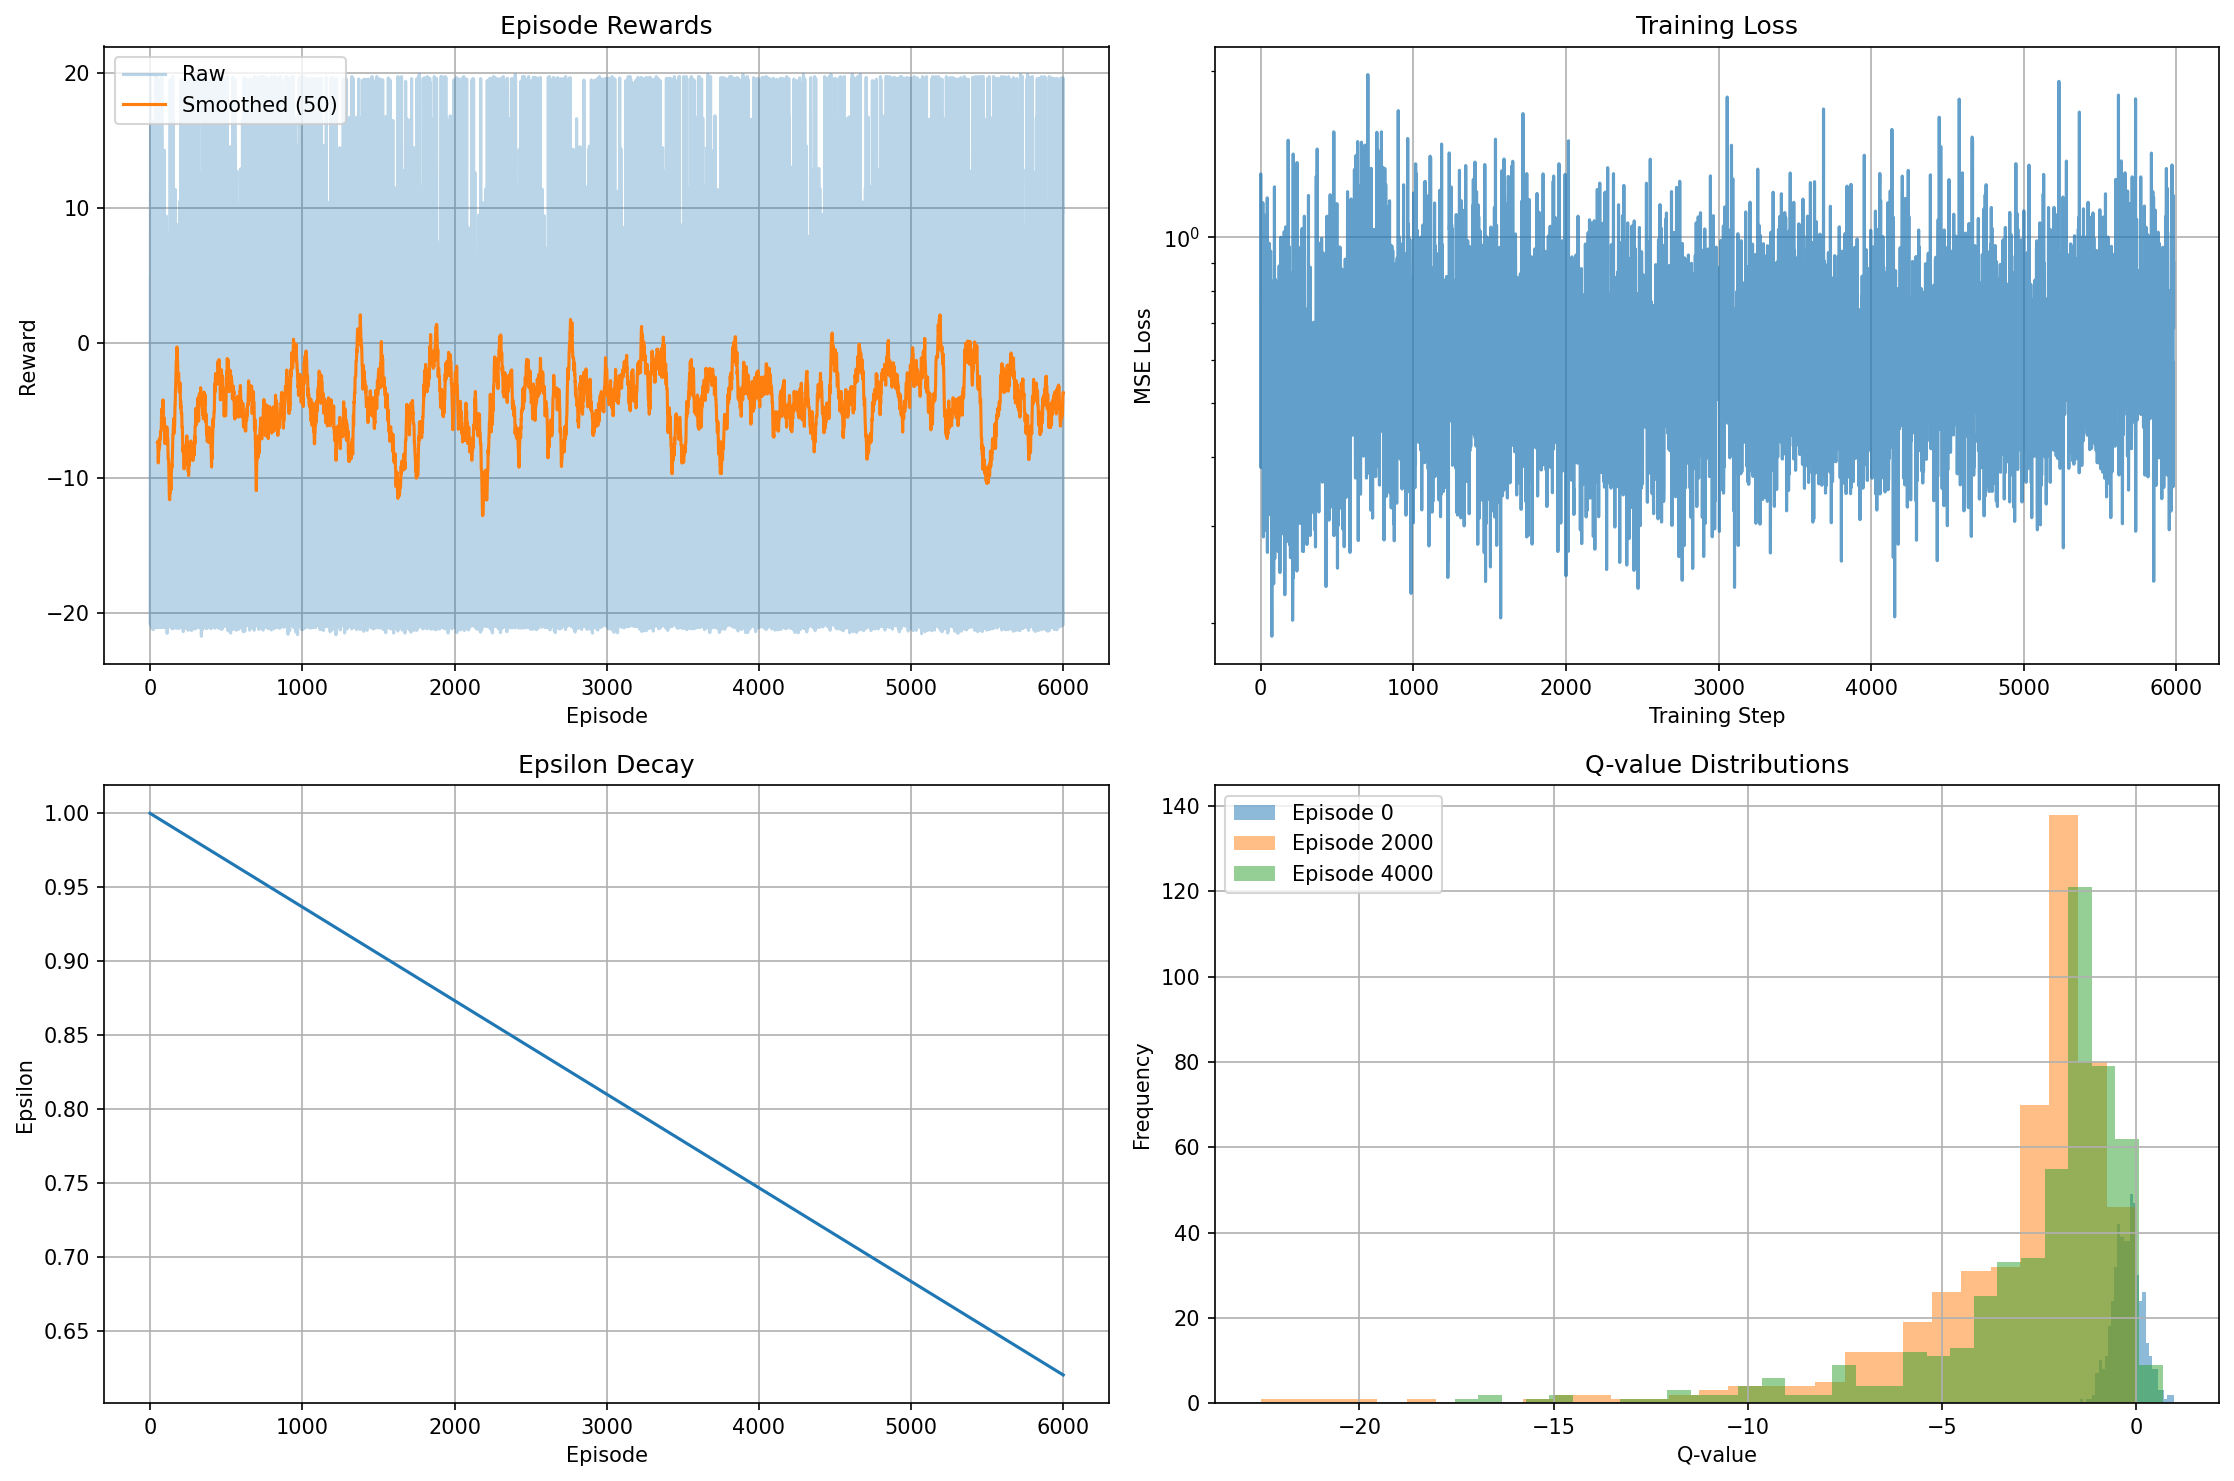 Episode Rewards
Raw
Smoothed (50)
20
10
0
−10
−20
Reward
0 1000 2000 3000 4000 5000 6000
Episode
Training Loss
10⁰
MSE Loss
0 1000 2000 3000 4000 5000 6000
Training Step
Epsilon Decay
1.00
0.95
0.90
0.85
0.80
0.75
0.70
0.65
Epsilon
0 1000 2000 3000 4000 5000 6000
Episode
Q-value Distributions
Episode 0
Episode 2000
Episode 4000
140
120
100
80
60
40
20
0
Frequency
−20 −15 −10 −5 0
Q-value